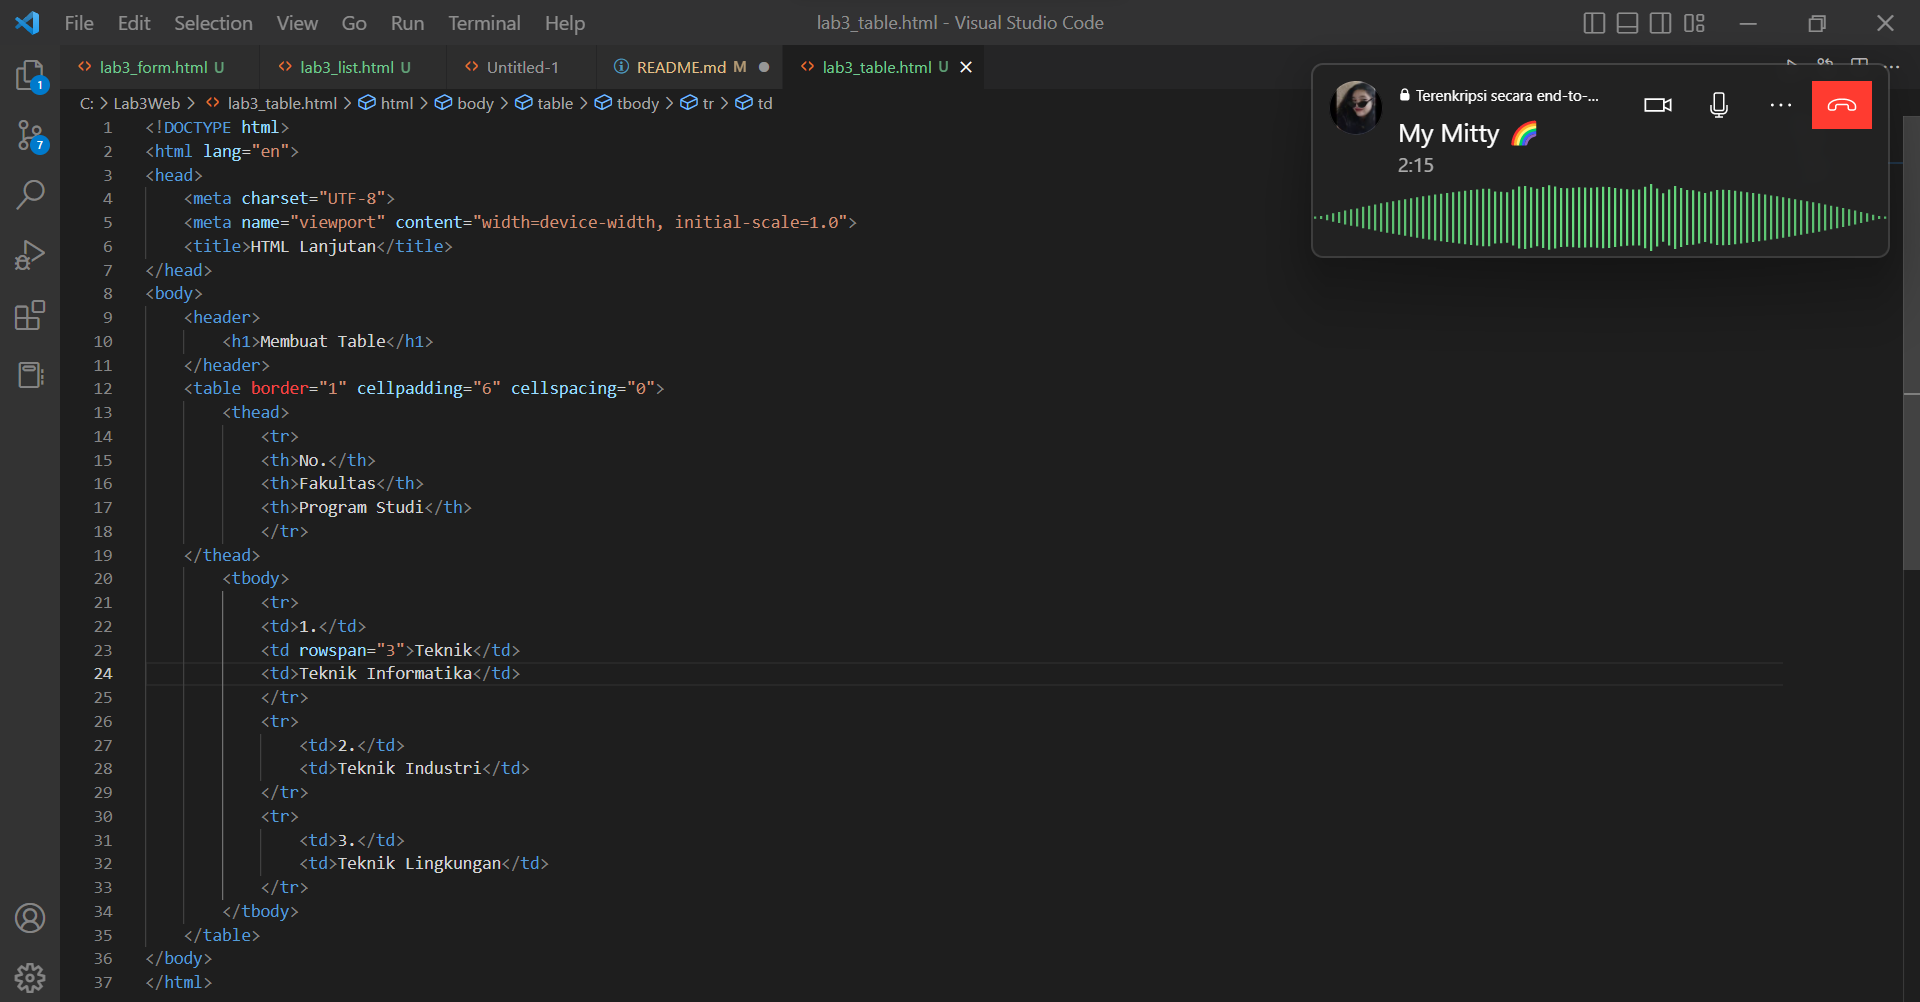 File Edit Selection View Go Run Terminal Help
lab3_table.html - Visual Studio Code
lab3_form.html U
lab3_list.html U
Untitled-1
README.md M
lab3_table.html U
C: > Lab3Web > lab3_table.html > html > body > table > tbody > tr > td
1
7
1 <!DOCTYPE html>
2 <html lang="en">
3 <head>
4 <meta charset="UTF-8">
5 <meta name="viewport" content="width=device-width, initial-scale=1.0">
6 <title>HTML Lanjutan</title>
7 </head>
8 <body>
9 <header>
10 <h1>Membuat Table</h1>
11 </header>
12 <table border="1" cellpadding="6" cellspacing="0">
13 <thead>
14 <tr>
15 <th>No.</th>
16 <th>Fakultas</th>
17 <th>Program Studi</th>
18 </tr>
19 </thead>
20 <tbody>
21 <tr>
22 <td>1.</td>
23 <td rowspan="3">Teknik</td>
24 <td>Teknik Informatika</td>
25 </tr>
26 <tr>
27 <td>2.</td>
28 <td>Teknik Industri</td>
29 </tr>
30 <tr>
31 <td>3.</td>
32 <td>Teknik Lingkungan</td>
33 </tr>
34 </tbody>
35 </table>
36 </body>
37 </html>
Terenkripsi secara end-to-...
My Mitty 🌈
2:15